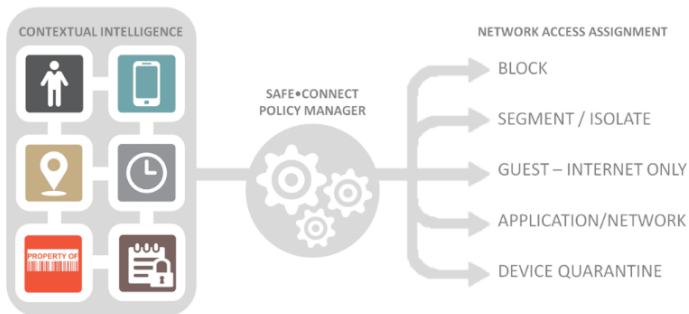 CONTEXTUAL INTELLIGENCE
PROPERTY OF
SAFE•CONNECT
POLICY MANAGER
NETWORK ACCESS ASSIGNMENT
BLOCK
SEGMENT / ISOLATE
GUEST – INTERNET ONLY
APPLICATION/NETWORK
DEVICE QUARANTINE